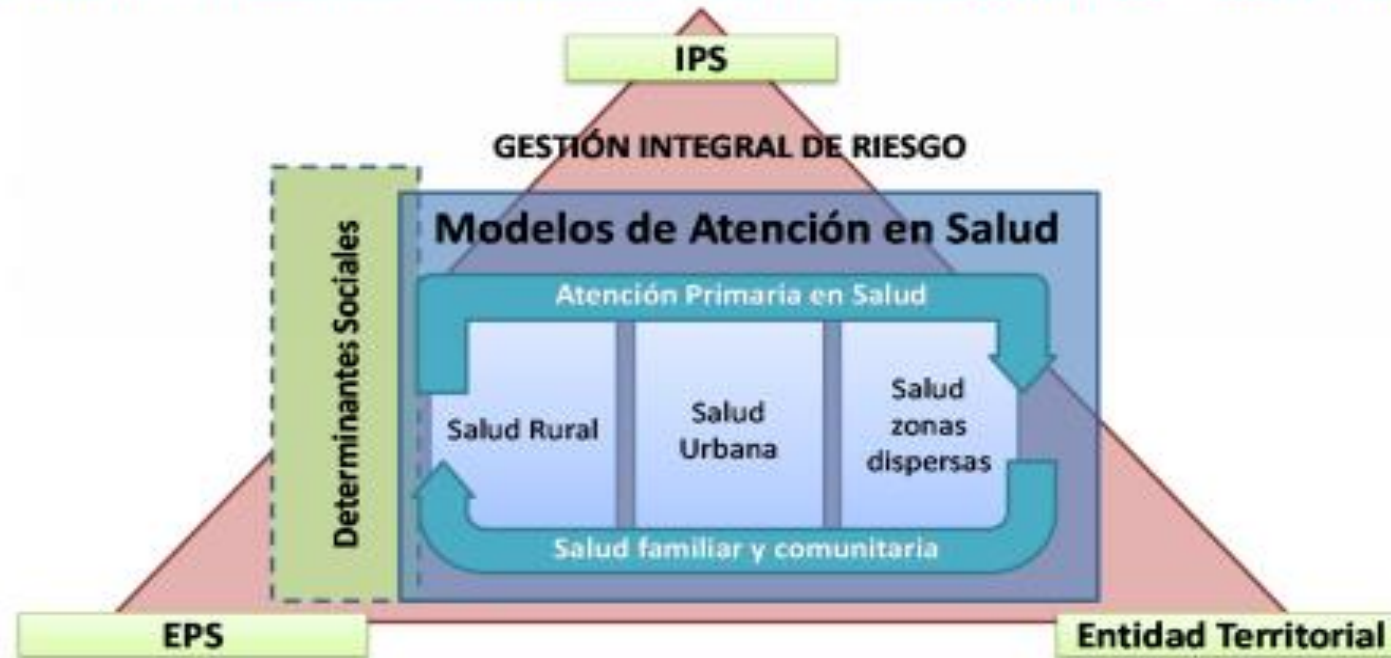 IPS
GESTIÓN INTEGRAL DE RIESGO
Determinantes Sociales
Modelos de Atención en Salud
Atención Primaria en Salud
Salud Rural
Salud
Urbana
Salud
zonas
dispersas
Salud familiar y comunitaria
EPS
Entidad Territorial